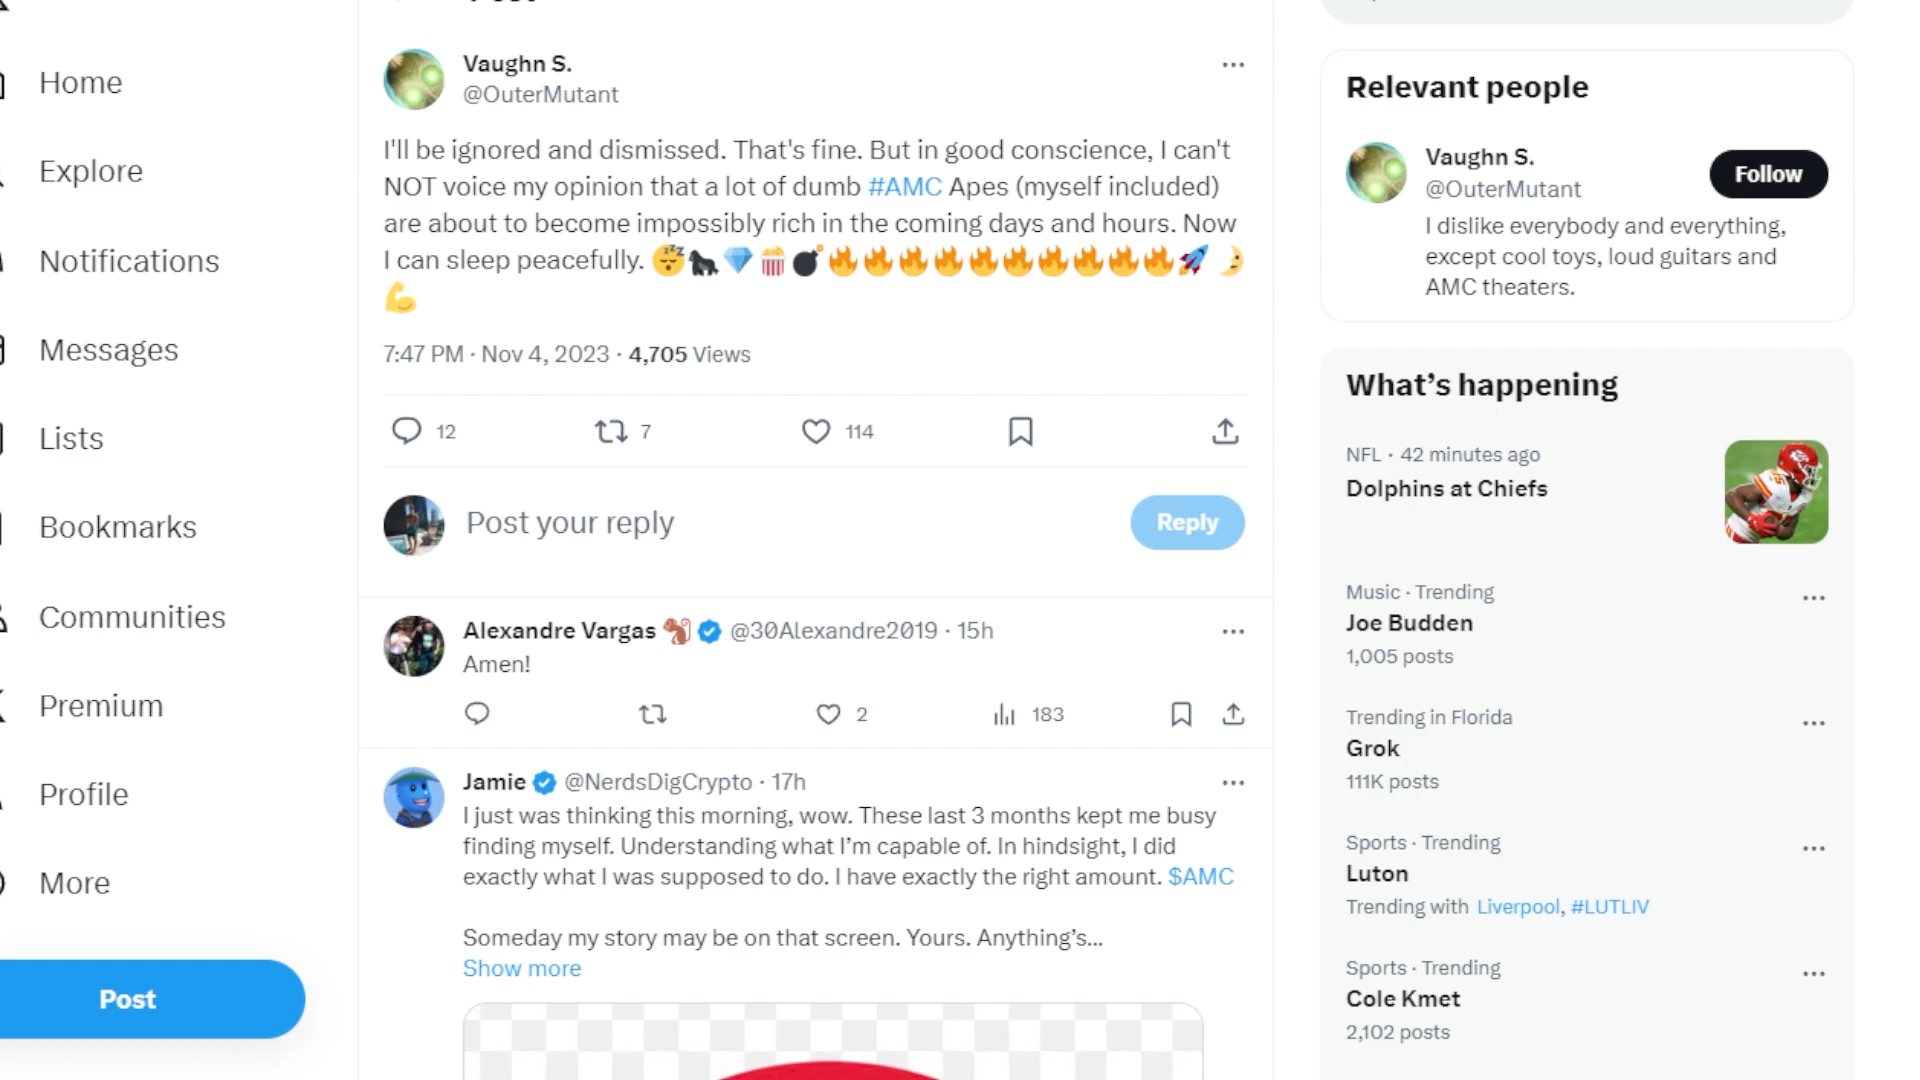 Home
Explore
Notifications
Messages
Lists
Bookmarks
Communities
Premium
Profile
More
Post
Vaughn S.
@OuterMutant
I'll be ignored and dismissed. That's fine. But in good conscience, I can't
NOT voice my opinion that a lot of dumb #AMC Apes (myself included)
are about to become impossibly rich in the coming days and hours. Now
I can sleep peacefully. 😴🦍💎🍿💣🔥🔥🔥🔥🔥🔥🔥🔥🔥🔥🚀🌛
💪
7:47 PM · Nov 4, 2023 · 4,705 Views
12 7 114
Post your reply
Reply
Alexandre Vargas 🐒 @30Alexandre2019 · 15h
Amen!
2 183
Jamie @NerdsDigCrypto · 17h
I just was thinking this morning, wow. These last 3 months kept me busy
finding myself. Understanding what I’m capable of. In hindsight, I did
exactly what I was supposed to do. I have exactly the right amount. $AMC
Someday my story may be on that screen. Yours. Anything’s...
Show more
Relevant people
Vaughn S.
@OuterMutant
Follow
I dislike everybody and everything,
except cool toys, loud guitars and
AMC theaters.
What’s happening
NFL · 42 minutes ago
Dolphins at Chiefs
Music · Trending
Joe Budden
1,005 posts
Trending in Florida
Grok
111K posts
Sports · Trending
Luton
Trending with Liverpool, #LUTLIV
Sports · Trending
Cole Kmet
2,102 posts